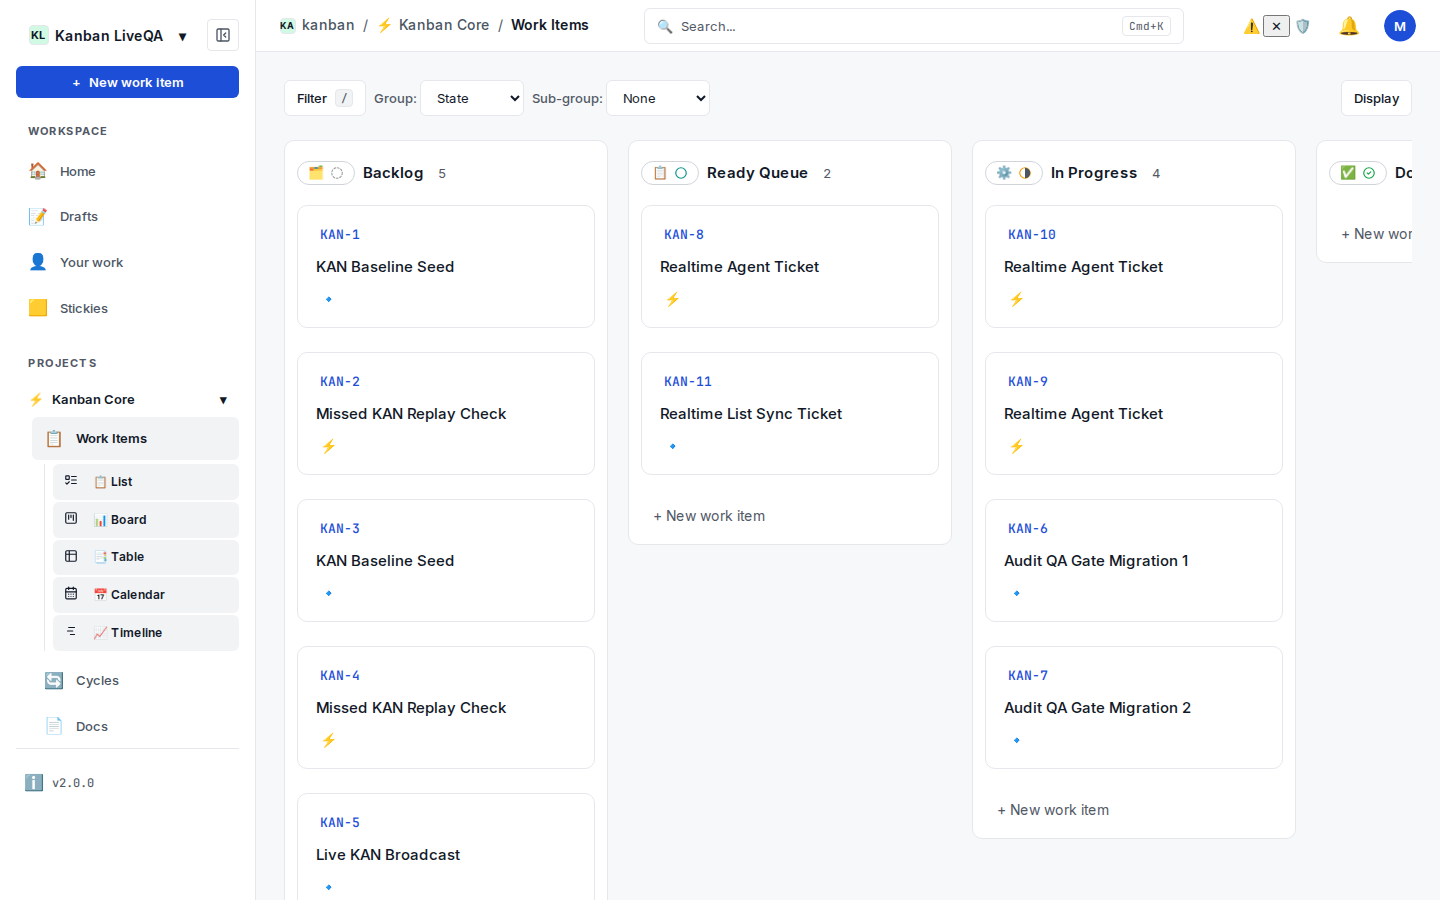 KL Kanban LiveQA ▾
+ New work item
WORKSPACE
Home
Drafts
Your work
Stickies
PROJECTS
Kanban Core ▾
Work Items
List
Board
Table
Calendar
Timeline
Cycles
Docs
v2.0.0
KA kanban / ⚡ Kanban Core / Work Items
Search...
Cmd+K
✕
M
Filter /
Group: State
Sub-group: None
Display
Backlog 5
KAN-1
KAN Baseline Seed
KAN-2
Missed KAN Replay Check
KAN-3
KAN Baseline Seed
KAN-4
Missed KAN Replay Check
KAN-5
Live KAN Broadcast
Ready Queue 2
KAN-8
Realtime Agent Ticket
KAN-11
Realtime List Sync Ticket
+ New work item
In Progress 4
KAN-10
Realtime Agent Ticket
KAN-9
Realtime Agent Ticket
KAN-6
Audit QA Gate Migration 1
KAN-7
Audit QA Gate Migration 2
+ New work item
+ New